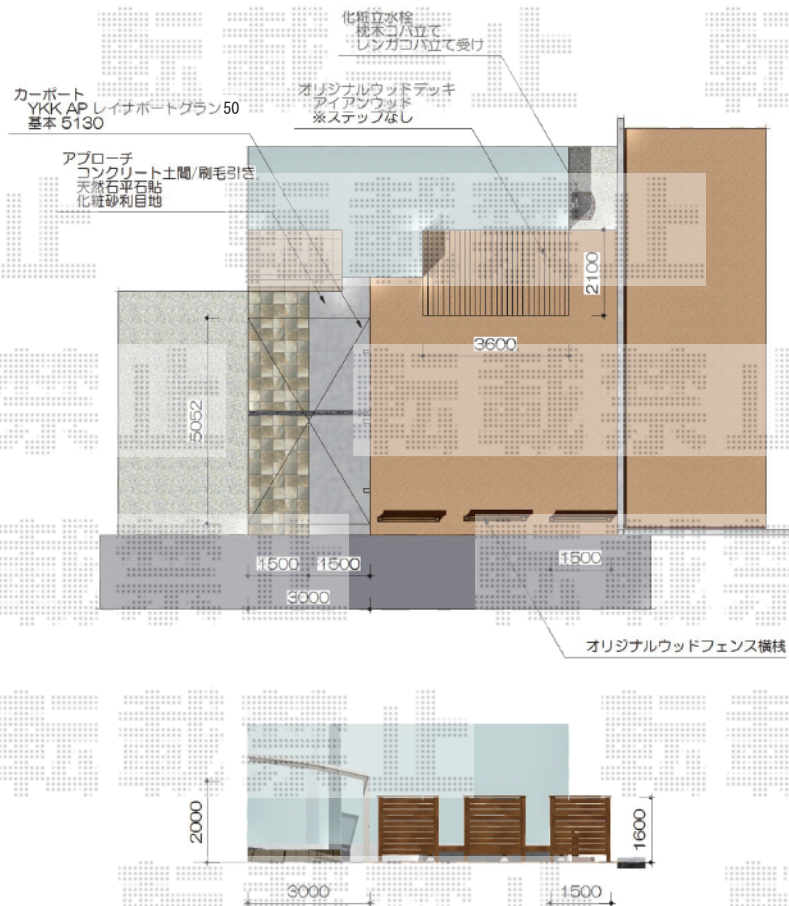 化粧立水栓
枕木コバ立て
レンガコバ立て受け
カーポート
YKK AP レイナポートグラン 50
基本 5130
オリジナルウッドデッキ
アイアンウッド
※ステップなし
アプローチ
コンクリート土間/刷毛引き
天然石平石貼
化粧砂利目地
2100
3600
5052
1500
1500
1500
3000
オリジナルウッドフェンス横桟
2000
1600
3000
1500
転載禁止